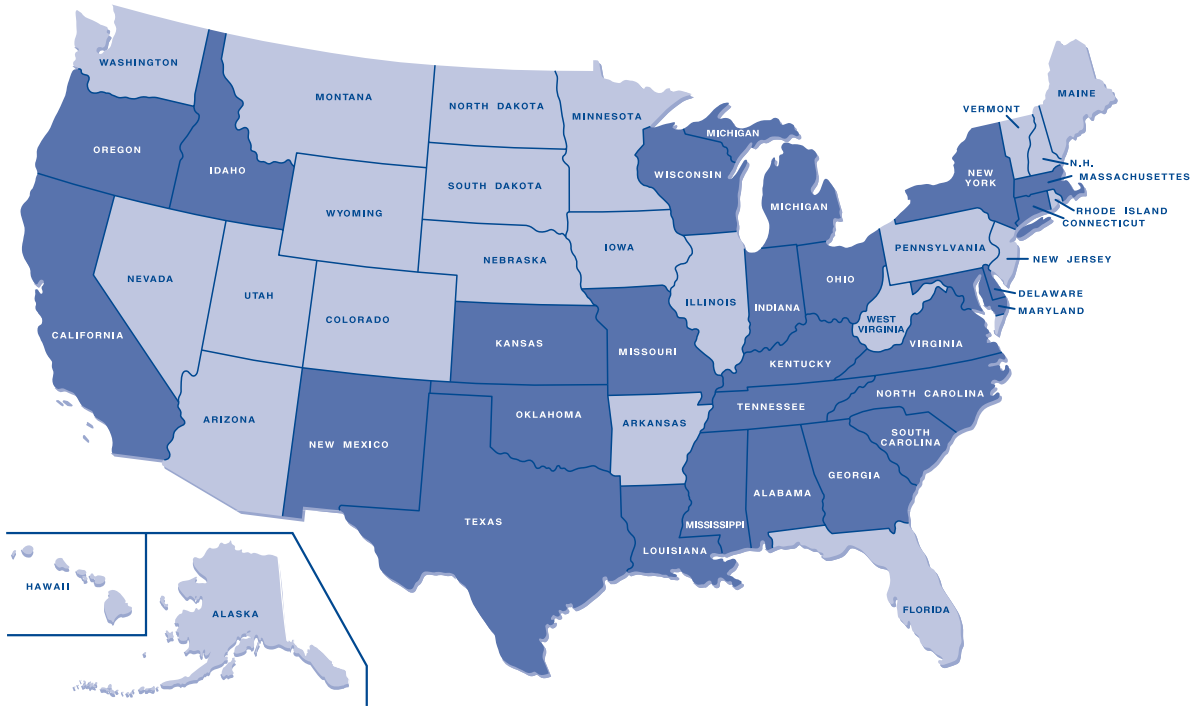 WASHINGTON
MONTANA
NORTH DAKOTA
MINNESOTA
MICHIGAN
VERMONT
MAINE
OREGON
IDAHO
WISCONSIN
NEW
YORK
N.H.
MASSACHUSETTES
SOUTH DAKOTA
WYOMING
MICHIGAN
RHODE ISLAND
CONNECTICUT
IOWA
PENNSYLVANIA
NEW JERSEY
NEBRASKA
NEVADA
UTAH
ILLINOIS
INDIANA
OHIO
DELAWARE
MARYLAND
COLORADO
CALIFORNIA
WEST
VIRGINIA
KANSAS
MISSOURI
VIRGINIA
KENTUCKY
NORTH CAROLINA
TENNESSEE
ARIZONA
OKLAHOMA
ARKANSAS
NEW MEXICO
SOUTH
CAROLINA
GEORGIA
ALABAMA
TEXAS
MISSISSIPPI
LOUISIANA
HAWAII
ALASKA
FLORIDA